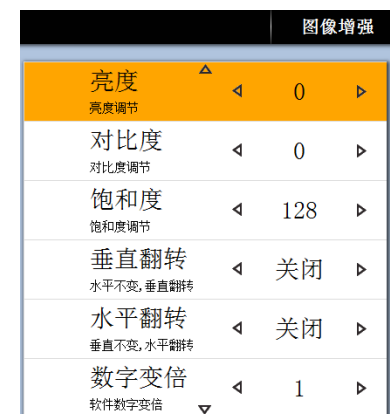 图像增强
亮度
亮度调节
0
对比度
对比度调节
0
饱和度
饱和度调节
128
垂直翻转
水平不变,垂直翻转
关闭
水平翻转
垂直不变,水平翻转
关闭
数字变倍
软件数字变倍
1